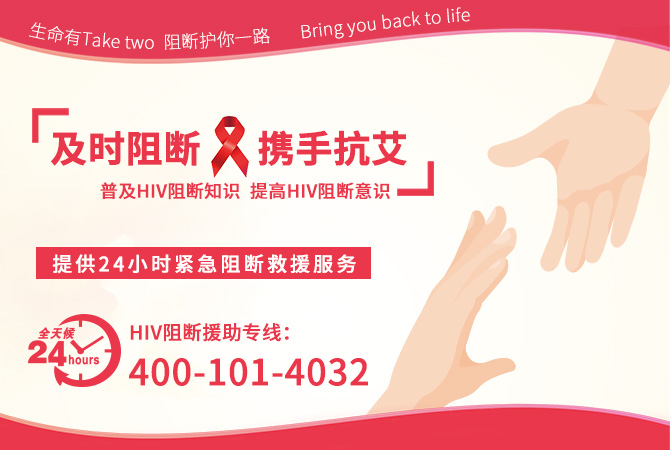 生命有Take two 阻断护你一路 Bring you back to life
及时阻断 携手抗艾
普及HIV阻断知识 提高HIV阻断意识
提供24小时紧急阻断救援服务
全天候
24hours
HIV阻断援助专线：
400-101-4032